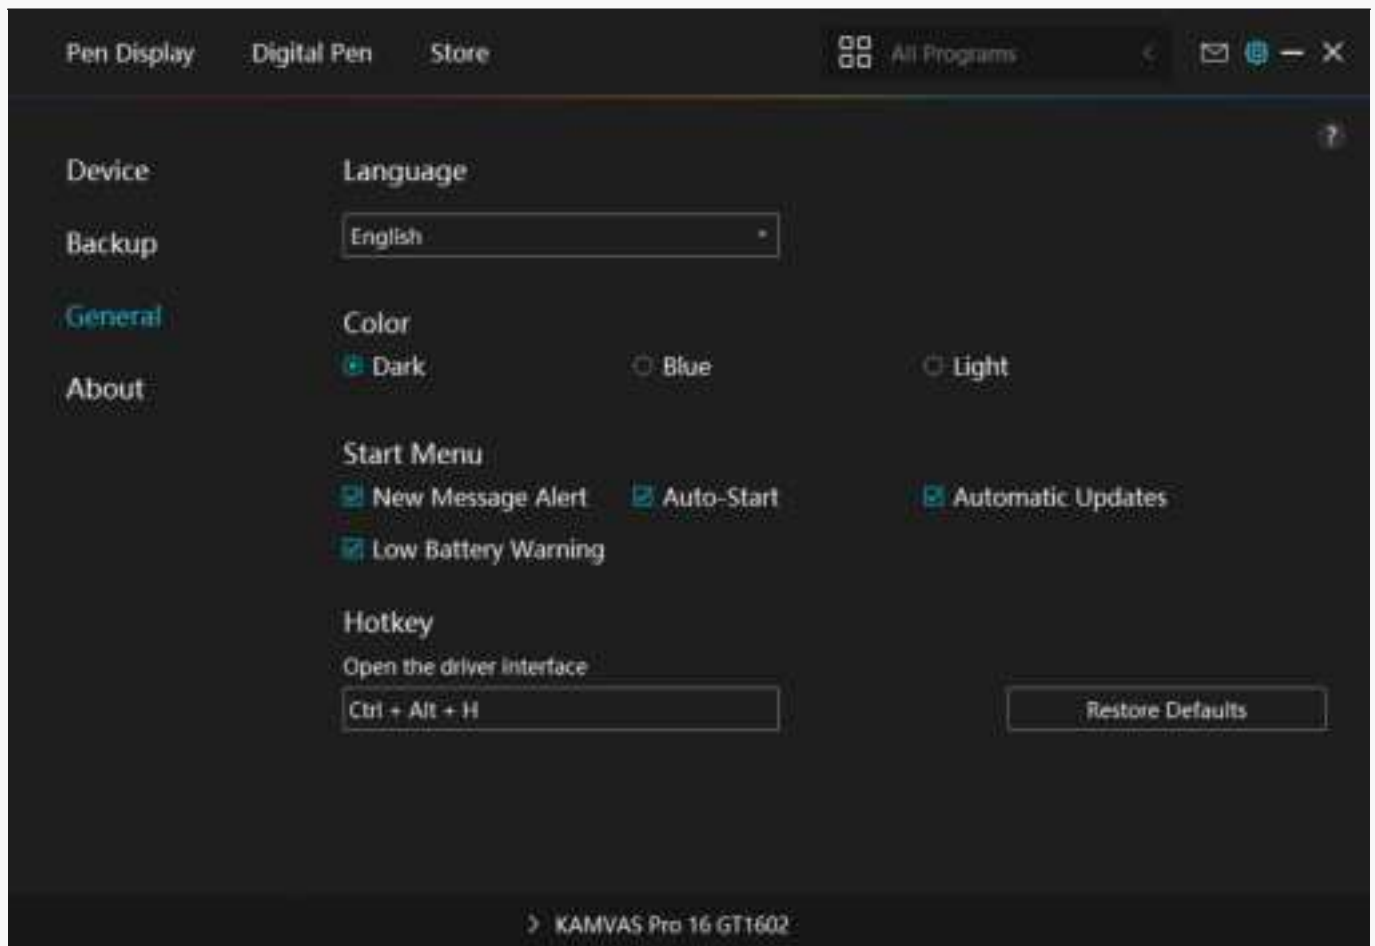 Pen Display Digital Pen Store All Programs
?
Device
Backup
General
About
Language
English
Color
Dark Blue Light
Start Menu
New Message Alert Auto-Start Automatic Updates
Low Battery Warning
Hotkey
Open the driver interface
Ctrl + Alt + H Restore Defaults
KAMVAS Pro 16 GT1602